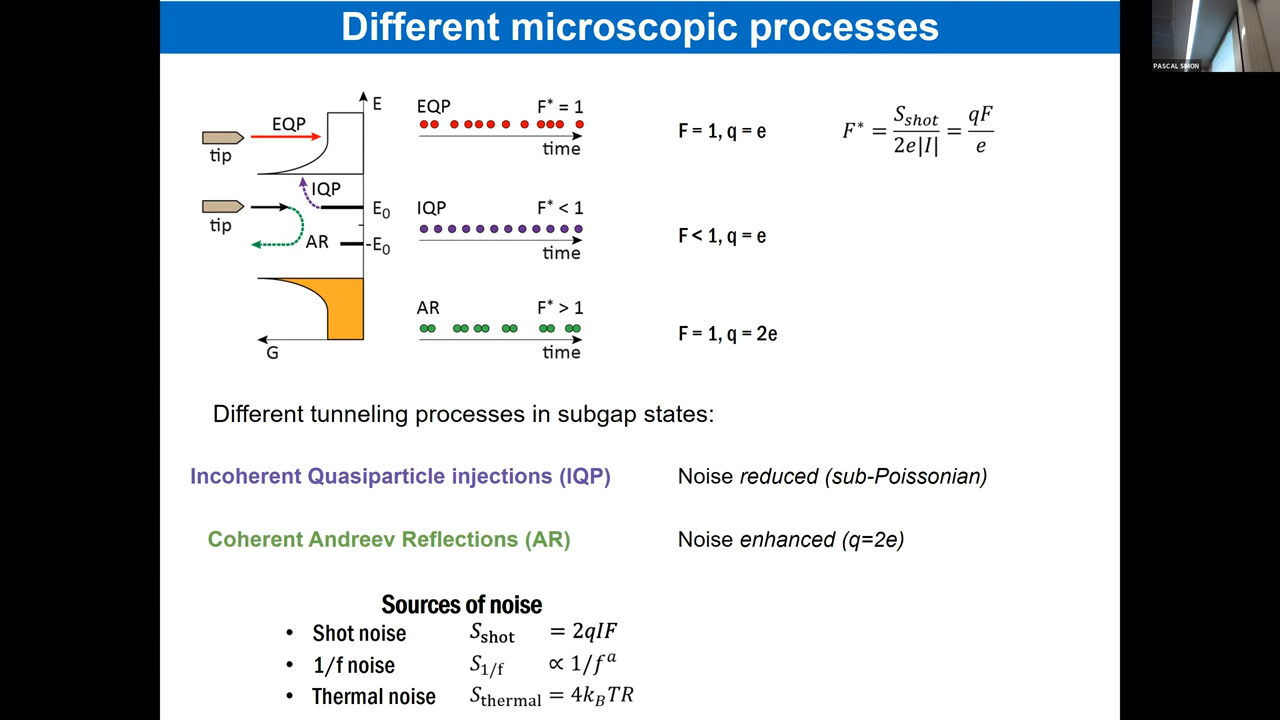 Different microscopic processes
PASCAL SIMON
E
EQP
tip
IQP
E₀
tip
AR
-E₀
G
EQP F* = 1
time
IQP F* < 1
time
AR F* > 1
time
F = 1, q = e
F < 1, q = e
F = 1, q = 2e
F* = S_shot / 2e|I| = qF / e
Different tunneling processes in subgap states:
Incoherent Quasiparticle injections (IQP) Noise reduced (sub-Poissonian)
Coherent Andreev Reflections (AR) Noise enhanced (q=2e)
Sources of noise
• Shot noise S_shot = 2qIF
• 1/f noise S_1/f ∝ 1/f^a
• Thermal noise S_thermal = 4k_BTR